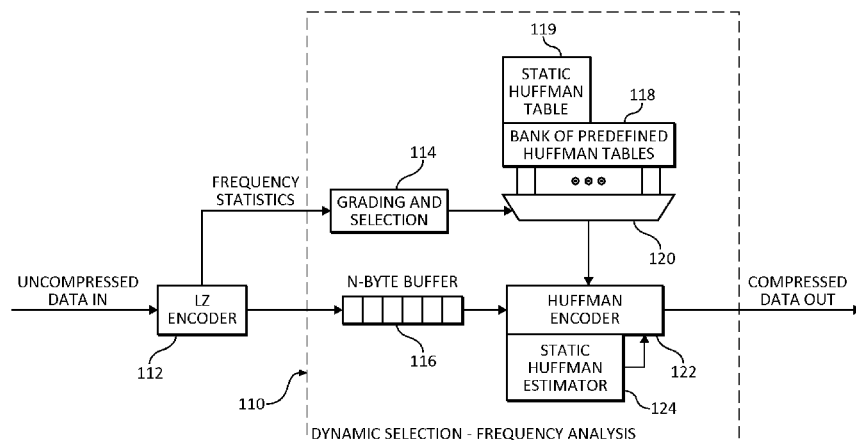 119
STATIC
HUFFMAN
TABLE
118
BANK OF PREDEFINED
HUFFMAN TABLES
114
FREQUENCY
STATISTICS
GRADING AND
SELECTION
120
UNCOMPRESSED
DATA IN
LZ
ENCODER
112
N-BYTE BUFFER
116
HUFFMAN
ENCODER
122
STATIC
HUFFMAN
ESTIMATOR
124
COMPRESSED
DATA OUT
110
DYNAMIC SELECTION - FREQUENCY ANALYSIS